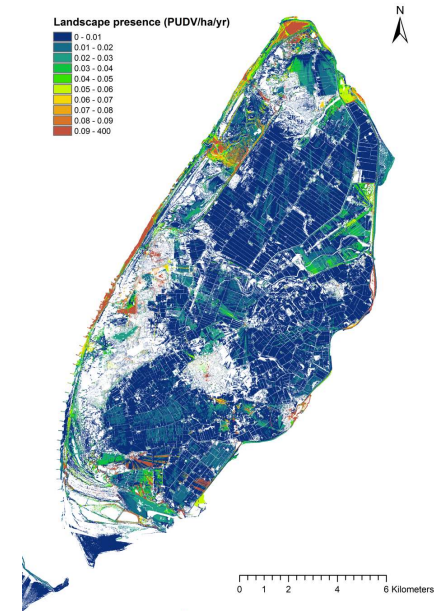 N
Landscape presence (PUDV/ha/yr)
0 - 0.01
0.01 - 0.02
0.02 - 0.03
0.03 - 0.04
0.04 - 0.05
0.05 - 0.06
0.06 - 0.07
0.07 - 0.08
0.08 - 0.09
0.09 - 400
0 1 2 4 6 Kilometers